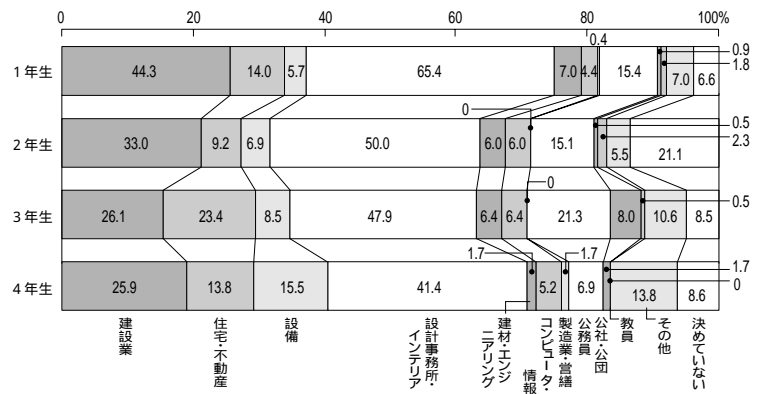 0 20 40 60 80 100%
0.4
1年生 44.3 14.0 5.7 65.4 7.0 4.4 15.4 7.0 6.6 0.9
1.8
0
2年生 33.0 9.2 6.9 50.0 6.0 6.0 15.1 5.5 21.1 0.5
2.3
0
3年生 26.1 23.4 8.5 47.9 6.4 6.4 21.3 8.0 10.6 8.5 0.5
1.7 1.7
4年生 25.9 13.8 15.5 41.4 5.2 6.9 13.8 8.6 1.7
0
建設業
住宅・不動産
設備
設計事務所・
インテリア
建材・エンジ
ニアリング
コンピュータ・
情報
製造業・営繕
公務員
公社・公団
教員
その他
決めていない